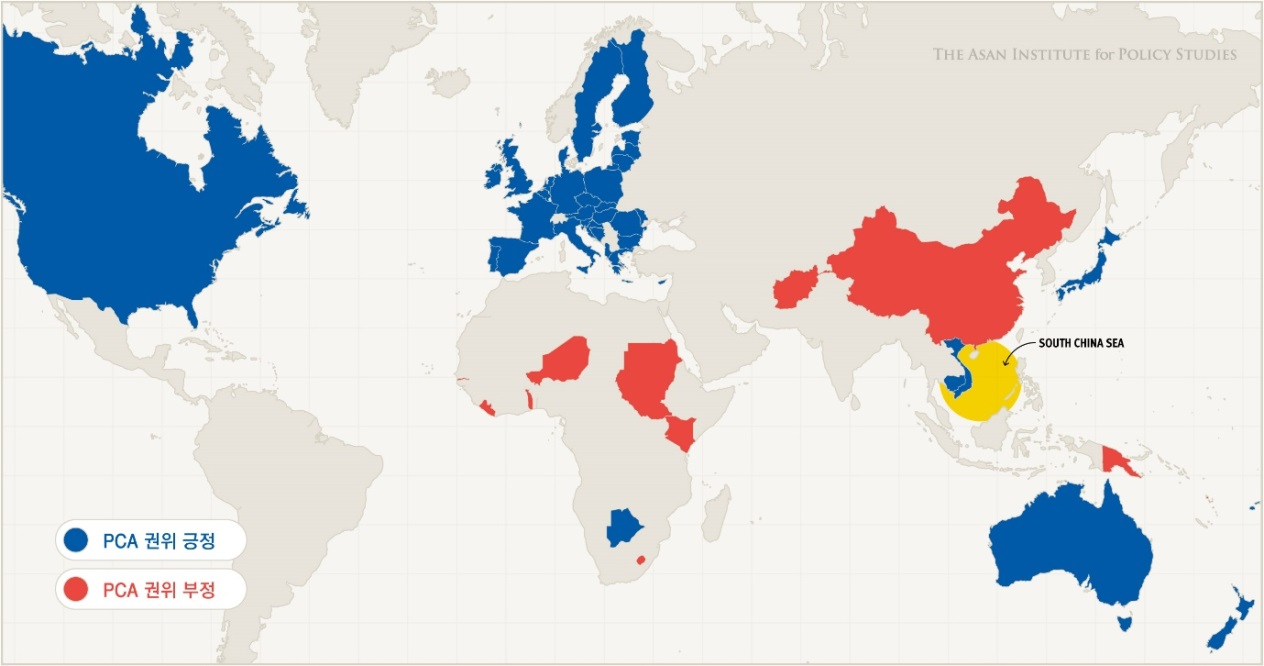 THE ASAN INSTITUTE for POLICY STUDIES
SOUTH CHINA SEA
PCA 권위 긍정
PCA 권위 부정